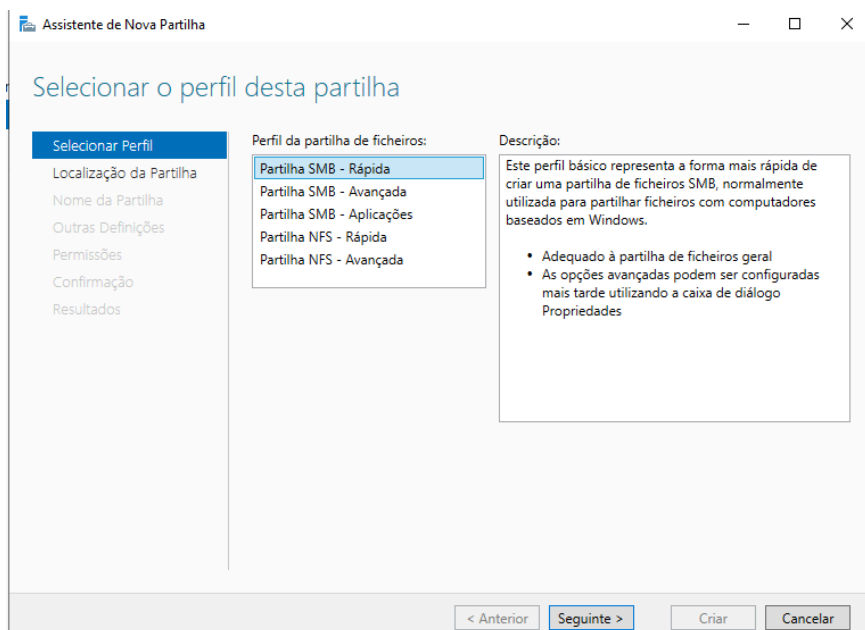 Assistente de Nova Partilha
Selecionar o perfil desta partilha
Selecionar Perfil
Localização da Partilha
Nome da Partilha
Outras Definições
Permissões
Confirmação
Resultados
Perfil da partilha de ficheiros:
Partilha SMB - Rápida
Partilha SMB - Avançada
Partilha SMB - Aplicações
Partilha NFS - Rápida
Partilha NFS - Avançada
Descrição:
Este perfil básico representa a forma mais rápida de
criar uma partilha de ficheiros SMB, normalmente
utilizada para partilhar ficheiros com computadores
baseados em Windows.
• Adequado à partilha de ficheiros geral
• As opções avançadas podem ser configuradas
mais tarde utilizando a caixa de diálogo
Propriedades
< Anterior
Seguinte >
Criar
Cancelar